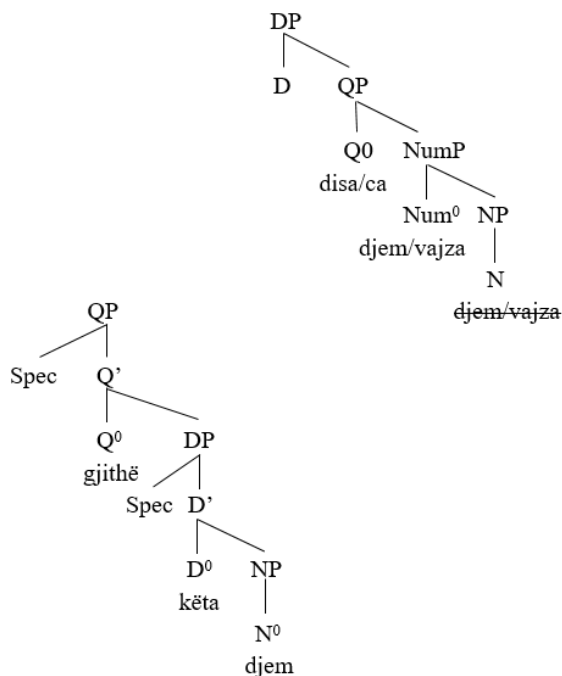 DP
D QP
Q0 NumP
disa/ca
Num⁰ NP
djem/vajza
N
djem/vajza
QP
Spec Q’
Q⁰ DP
gjithë
Spec D’
D⁰ NP
këta
N⁰
djem